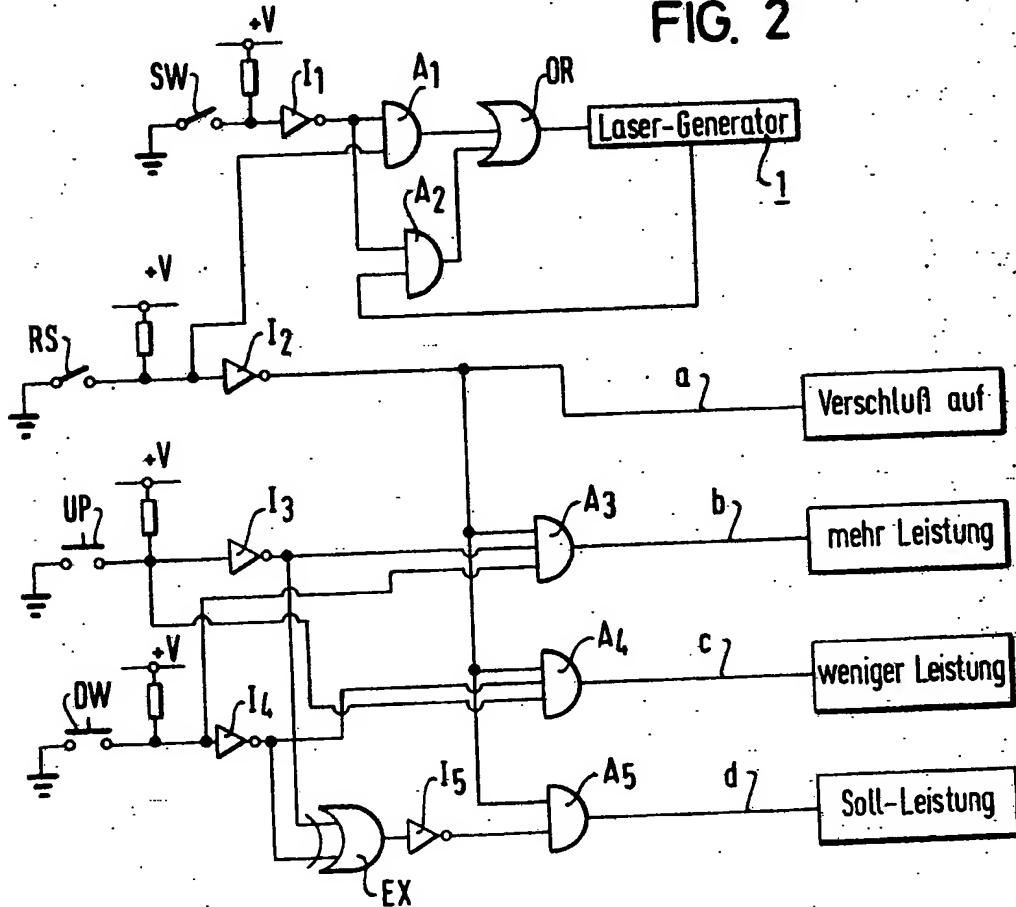 FIG. 2
+V
SW
I1
A1
OR
Laser-Generator
1
A2
+V
RS
I2
a
Verschluß auf
+V
UP
I3
A3
b
mehr Leistung
+V
DW
I4
A4
c
weniger Leistung
I5
A5
d
Soll-Leistung
EX